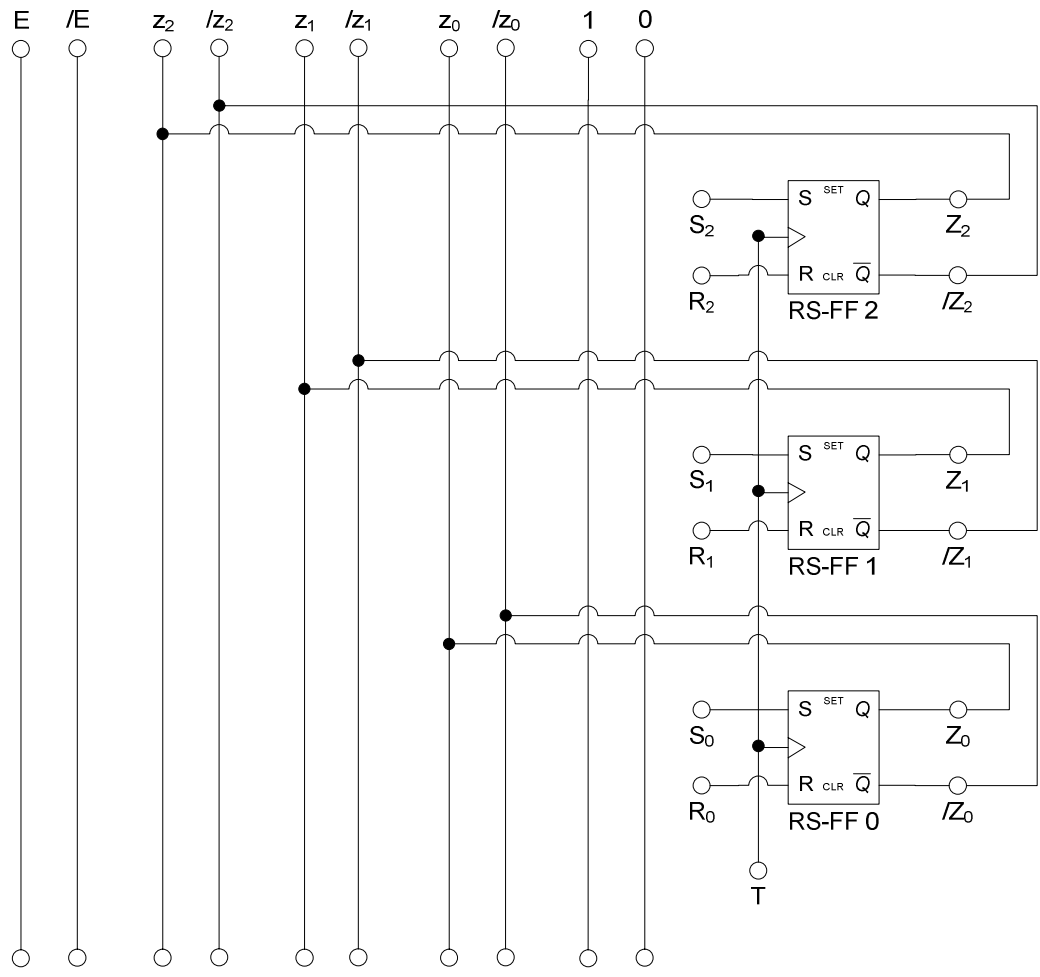 E /E z₂ /z₂ z₁ /z₁ z₀ /z₀ 1 0
S SET Q
S₂ Z₂
R CLR Q̅
R₂ /Z₂
RS-FF 2
S SET Q
S₁ Z₁
R CLR Q̅
R₁ /Z₁
RS-FF 1
S SET Q
S₀ Z₀
R CLR Q̅
R₀ /Z₀
RS-FF 0
T